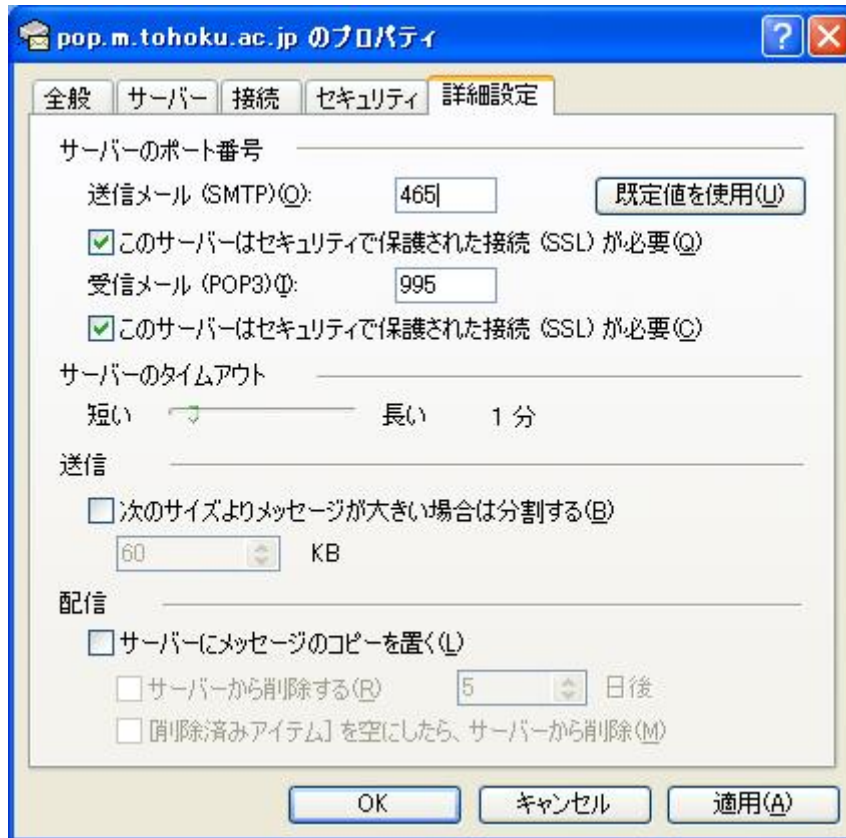 pop.m.tohoku.ac.jp のプロパティ
全般 サーバー 接続 セキュリティ 詳細設定
サーバーのポート番号
送信メール (SMTP)(O): 465 既定値を使用(U)
このサーバーはセキュリティで保護された接続 (SSL) が必要(Q)
受信メール (POP3)(I): 995
このサーバーはセキュリティで保護された接続 (SSL) が必要(C)
サーバーのタイムアウト
短い 長い 1 分
送信
次のサイズよりメッセージが大きい場合は分割する(B)
60 KB
配信
サーバーにメッセージのコピーを置く(L)
サーバーから削除する(R) 5 日後
[削除済みアイテム] を空にしたら、サーバーから削除(M)
OK キャンセル 適用(A)